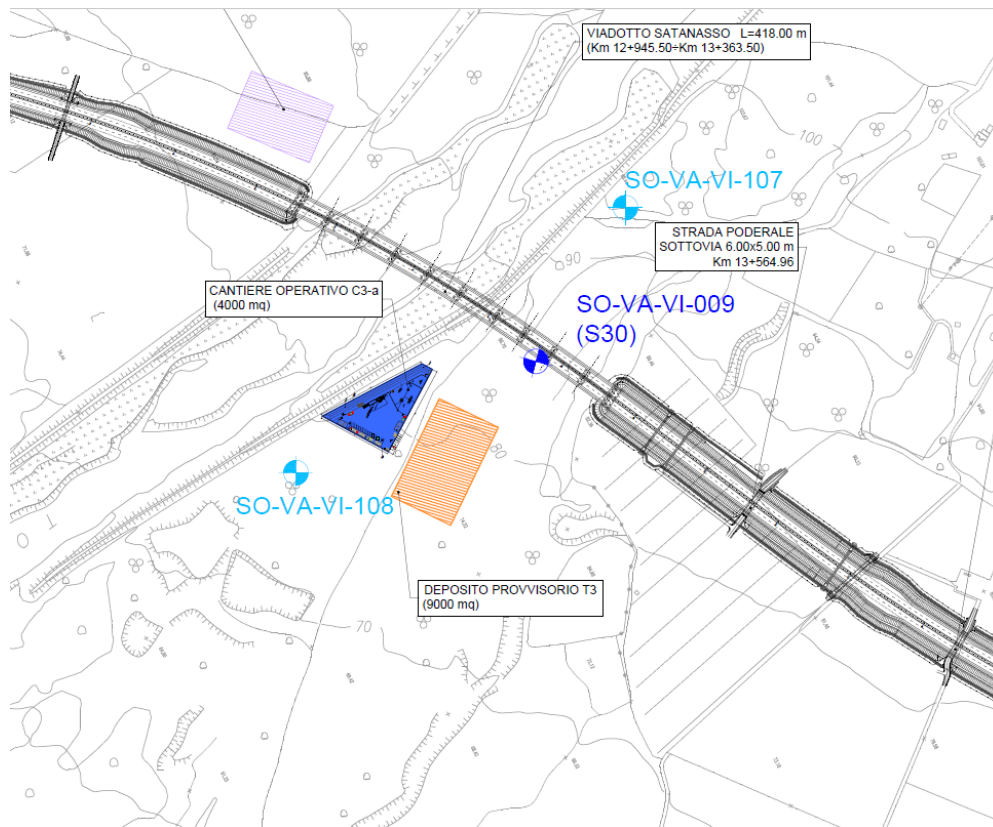 VIADOTTO SATANASSO L=418.00 m
(Km 12+945.50÷Km 13+363.50)
100
SO-VA-VI-107
STRADA PODERALE
SOTTOVIA 6.00x5.00 m
Km 13+564.96
90
CANTIERE OPERATIVO C3-a
(4000 mq)
SO-VA-VI-009
(S30)
80
SO-VA-VI-108
DEPOSITO PROVVISORIO T3
(9000 mq)
70